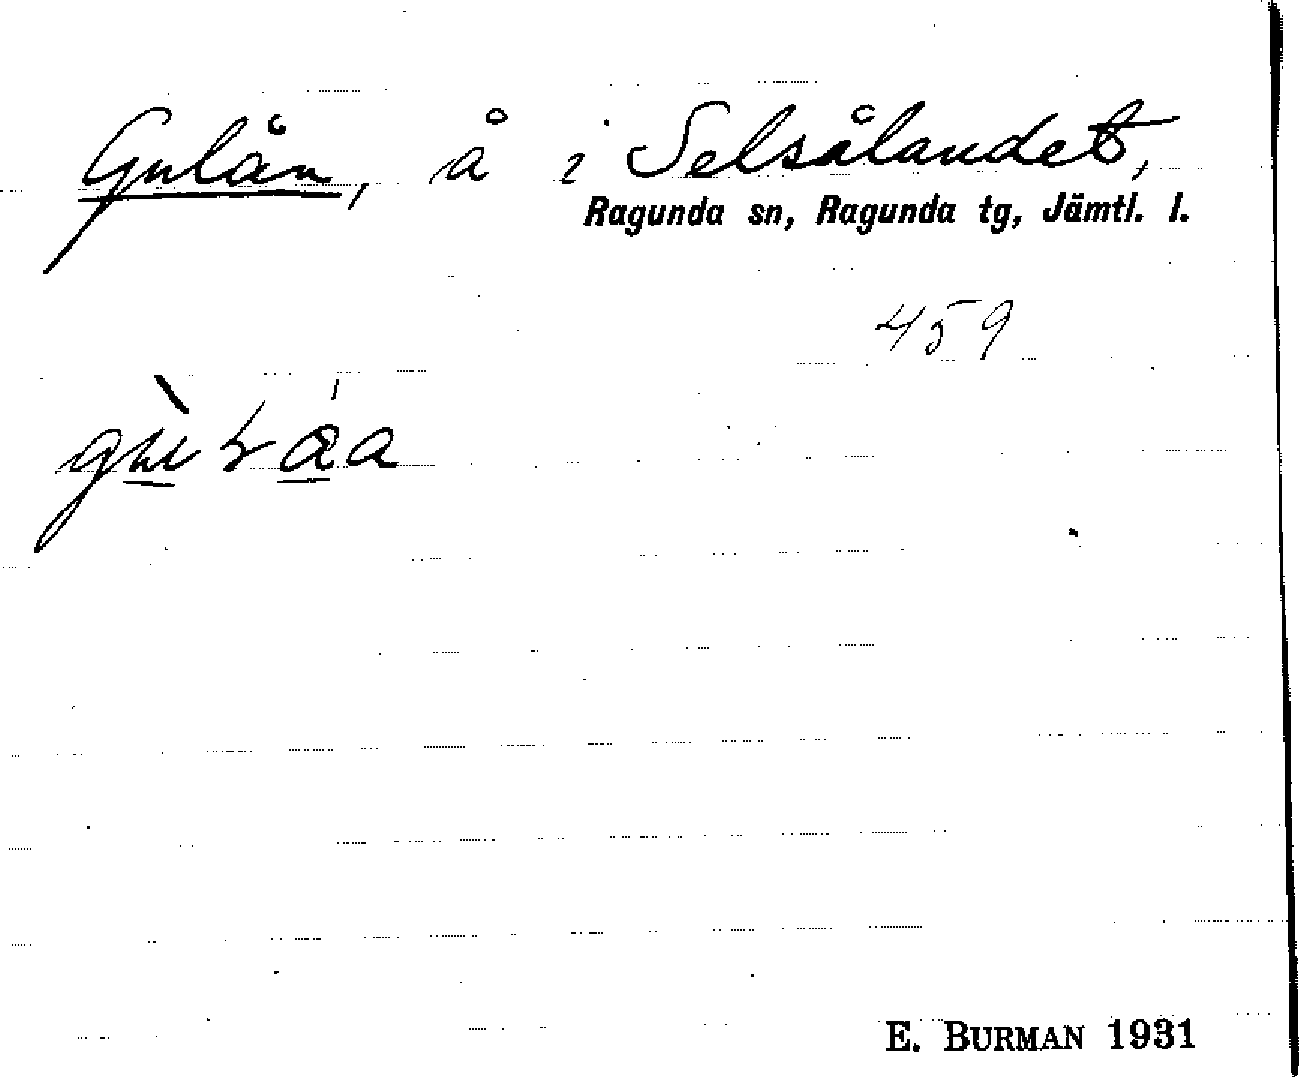 Gulån, å i Selsålandet,
Ragunda sn, Ragunda tg, Jämtl. l.
459
E. BURMAN 1931